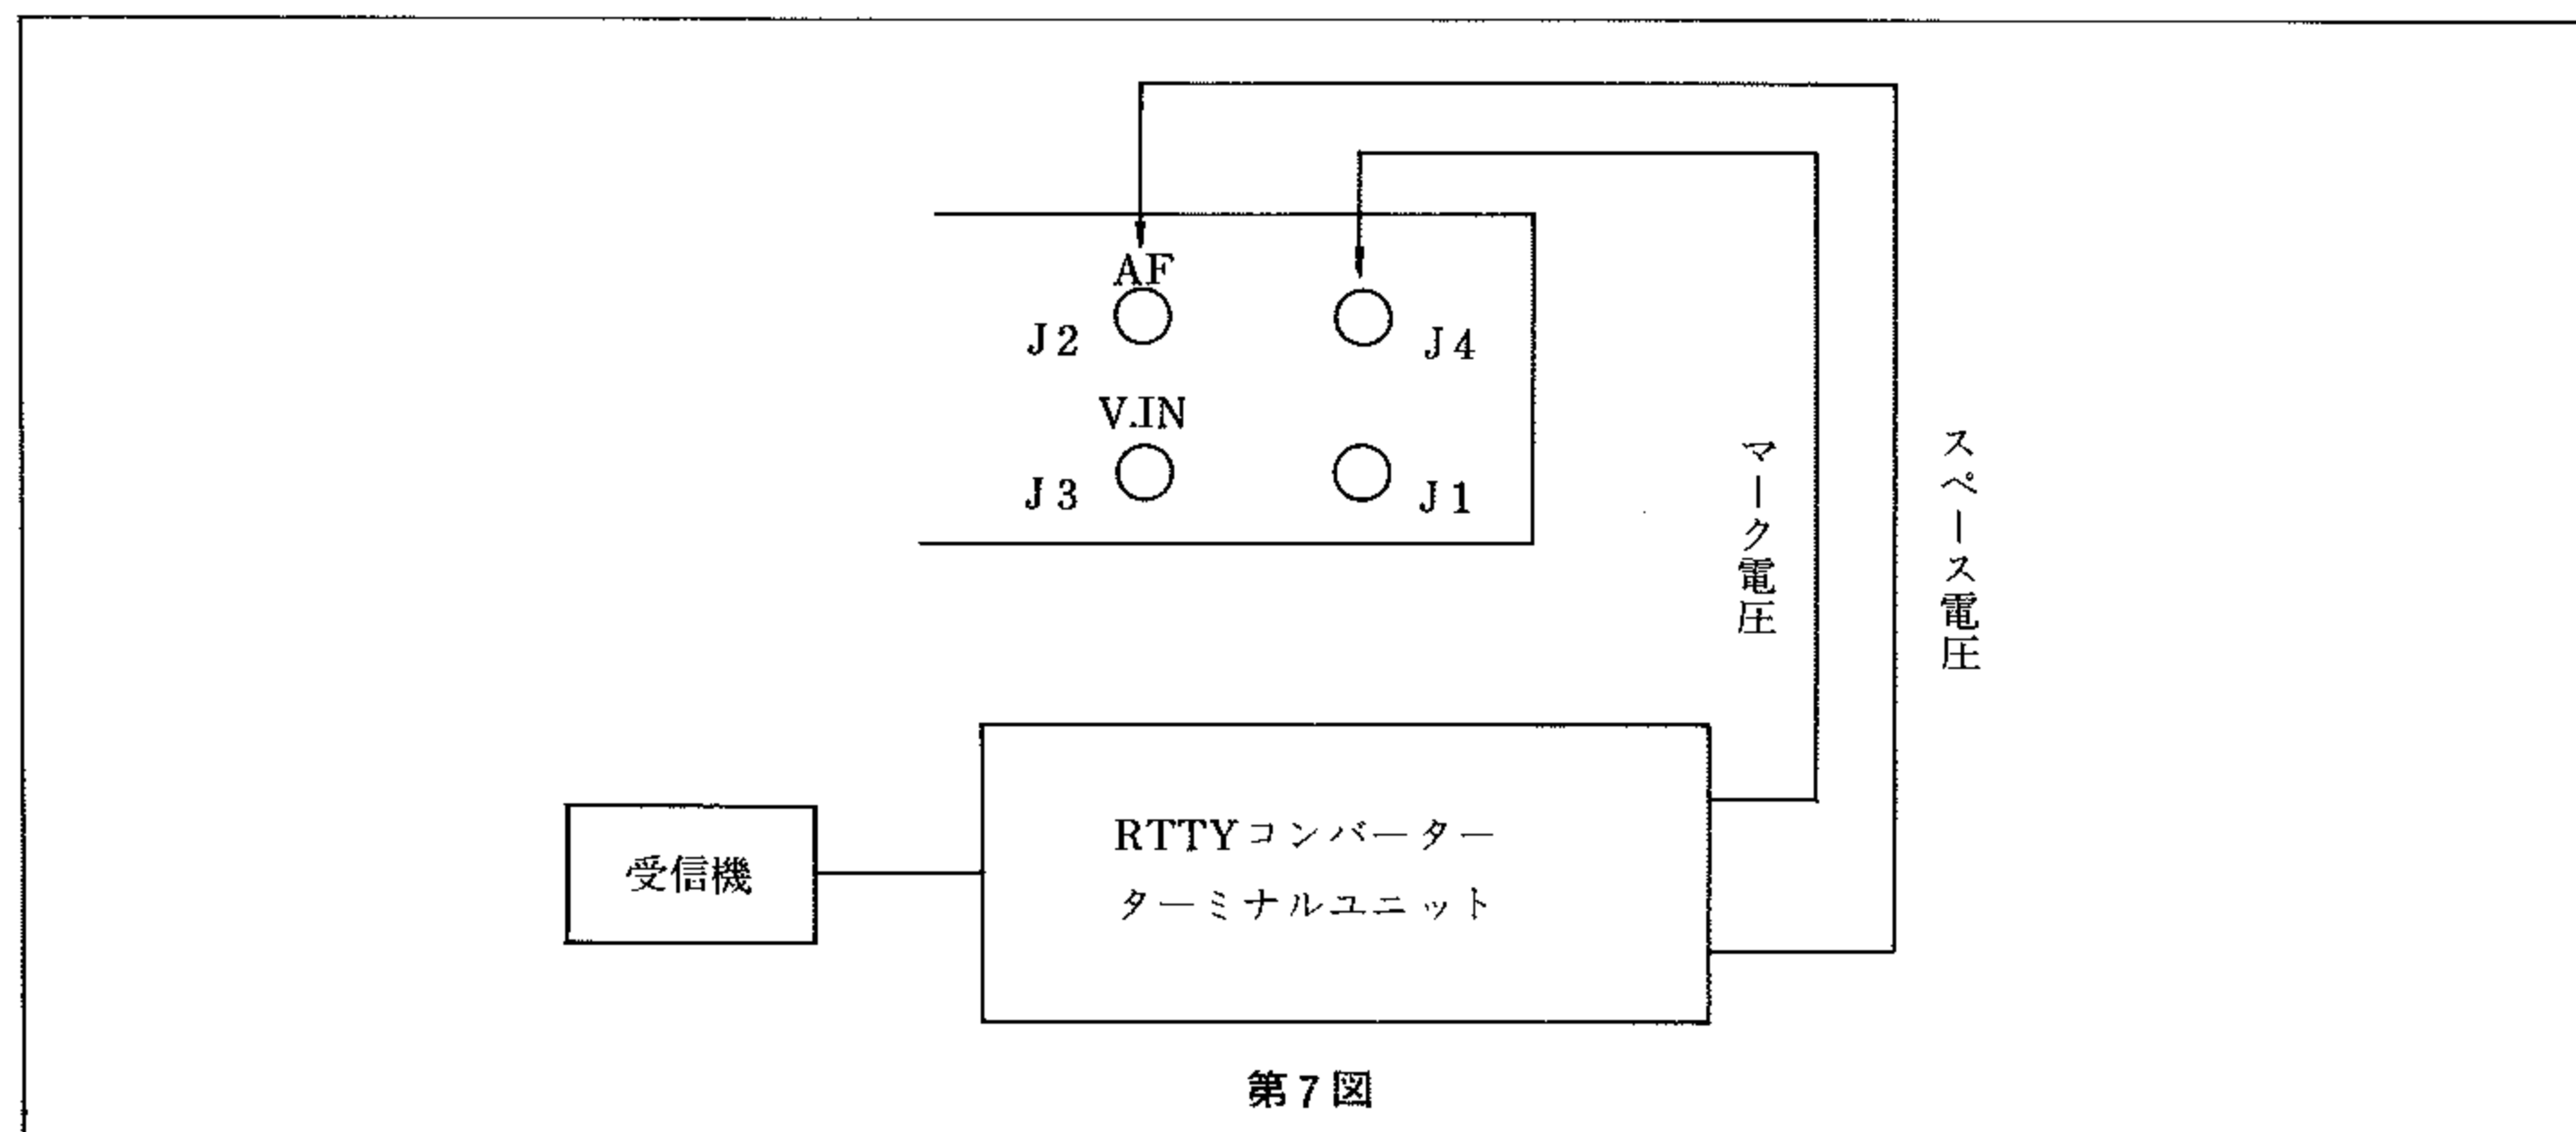 AF
J2
J4
V.IN
J3
J1
マーク電圧
スペース電圧
RTTYコンバーター
ターミナルユニット
受信機
第7図